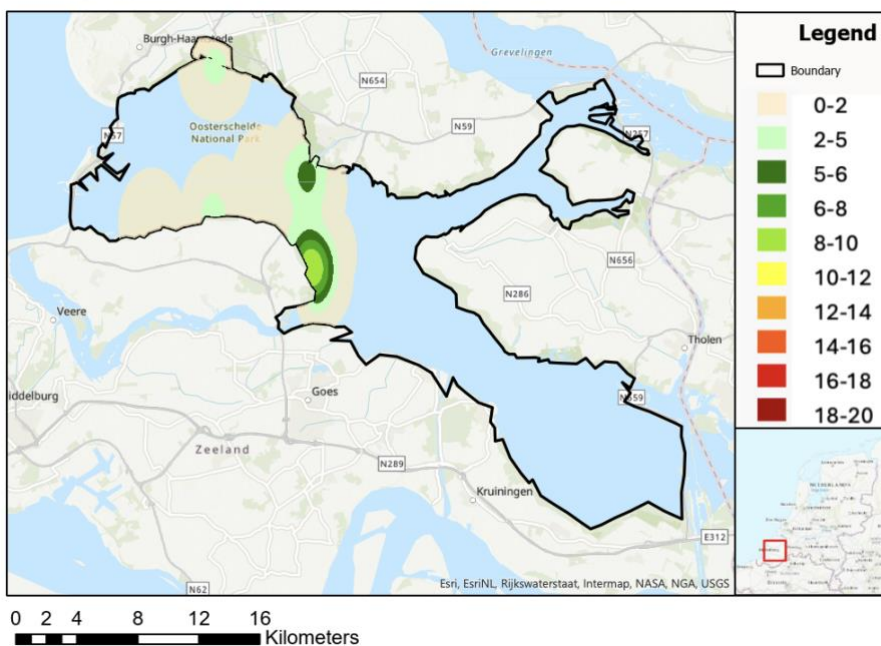 Burgh-Haamstede
Grevelingen
N654
N59
N57
Oosterschelde
National Park
N257
N656
N286
Veere
Tholen
Goes
N659
iddelburg
Zeeland
N289
Kruiningen
E312
N62
Esri, EsriNL, Rijkswaterstaat, Intermap, NASA, NGA, USGS
Legend
Boundary
0-2
2-5
5-6
6-8
8-10
10-12
12-14
14-16
16-18
18-20
NETHERLANDS
0 1 2 4 8 12 16
Kilometers